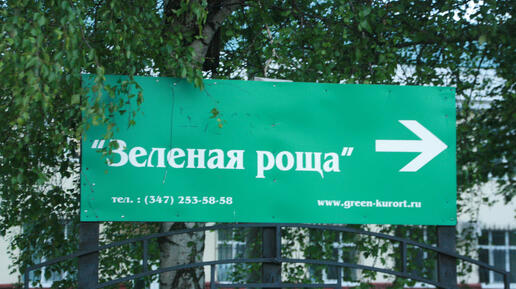 "Зеленая роща"
тел. : (347) 253-58-58
www.green-kurort.ru